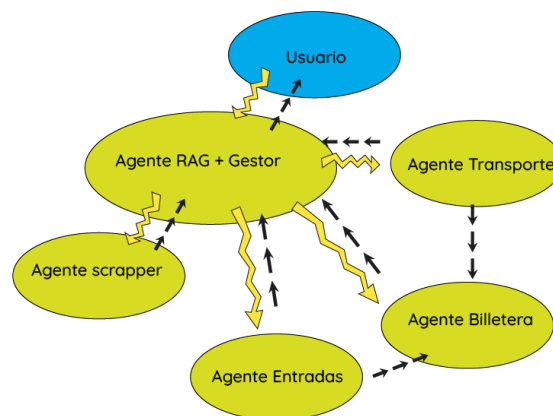 Usuario
Agente RAG + Gestor
Agente Transporte
Agente scrapper
Agente Billetera
Agente Entradas